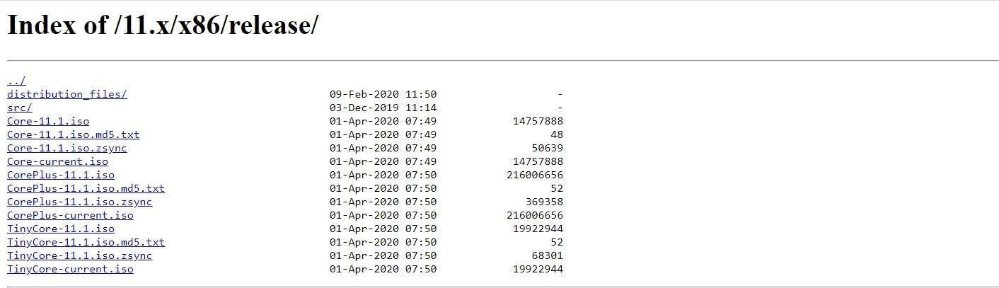 Index of /11.x/x86/release/
../
distribution_files/ 09-Feb-2020 11:50 -
src/ 03-Dec-2019 11:14 -
Core-11.1.iso 01-Apr-2020 07:49 14757888
Core-11.1.iso.md5.txt 01-Apr-2020 07:49 48
Core-11.1.iso.zsync 01-Apr-2020 07:49 50639
Core-current.iso 01-Apr-2020 07:49 14757888
CorePlus-11.1.iso 01-Apr-2020 07:50 216006656
CorePlus-11.1.iso.md5.txt 01-Apr-2020 07:50 52
CorePlus-11.1.iso.zsync 01-Apr-2020 07:50 369358
CorePlus-current.iso 01-Apr-2020 07:50 216006656
TinyCore-11.1.iso 01-Apr-2020 07:50 19922944
TinyCore-11.1.iso.md5.txt 01-Apr-2020 07:50 52
TinyCore-11.1.iso.zsync 01-Apr-2020 07:50 68301
TinyCore-current.iso 01-Apr-2020 07:50 19922944